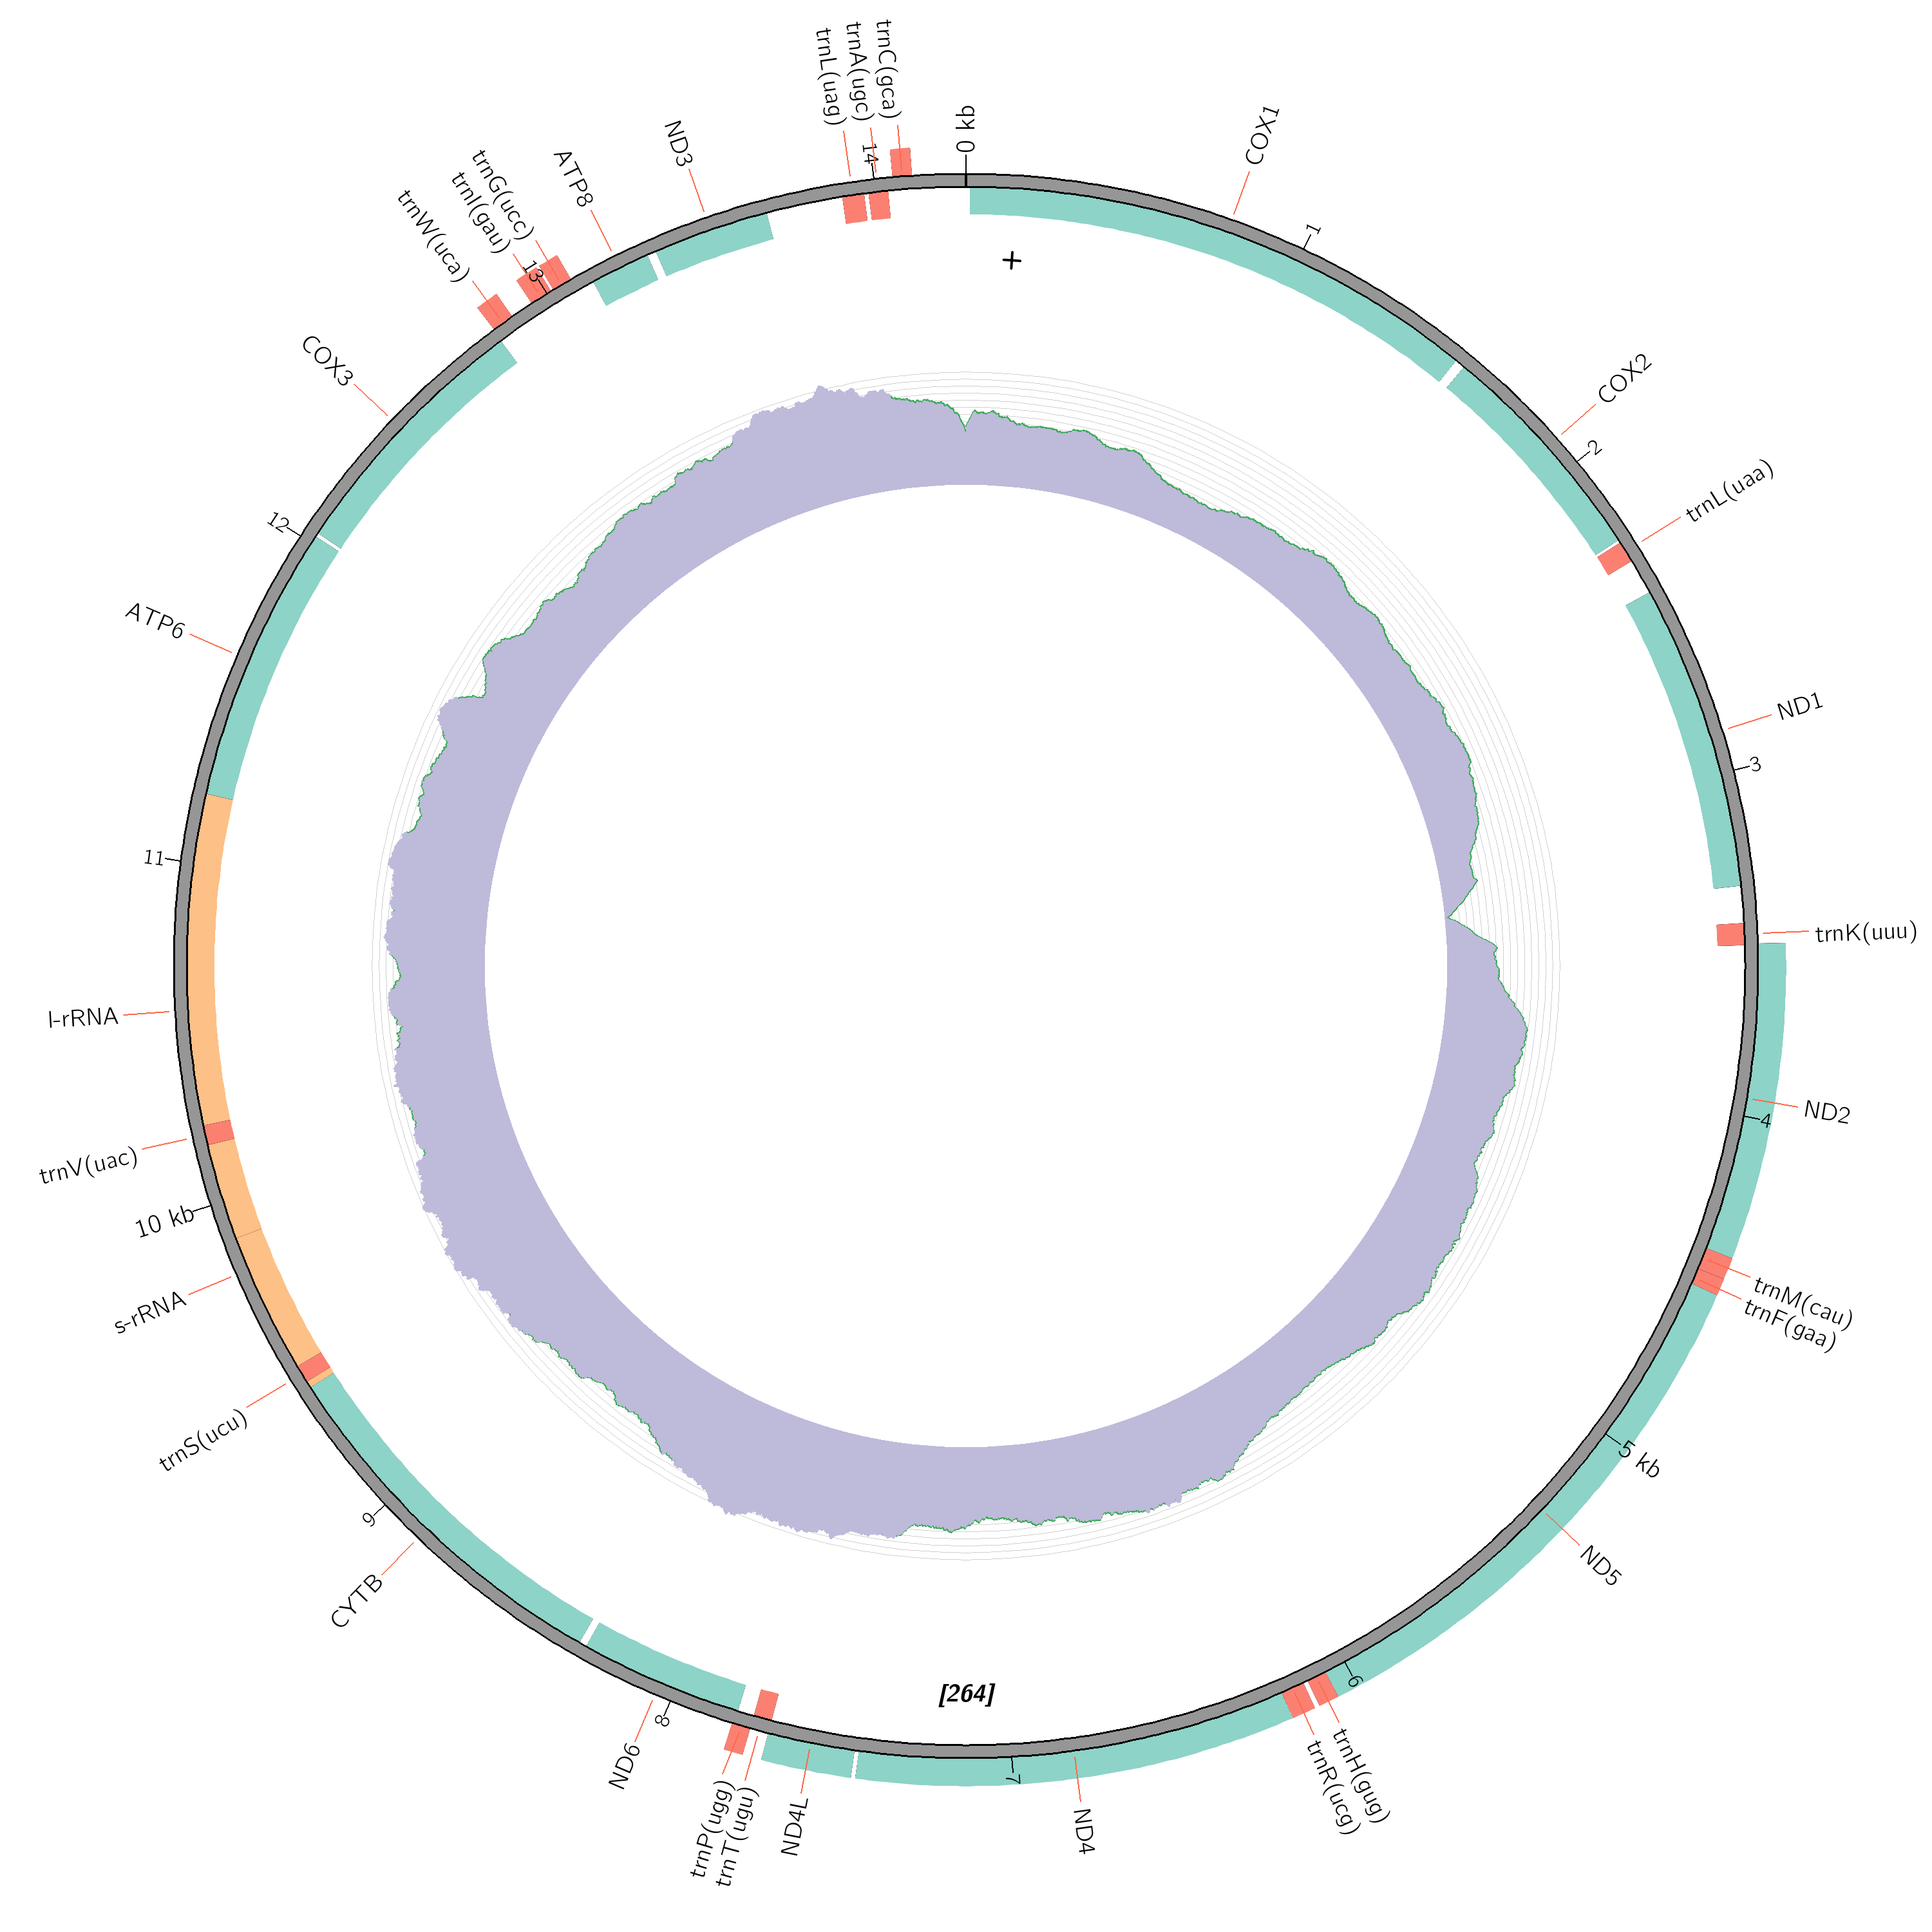 0 kb
COX1
1
COX2
2
trnL(uaa)
ND1
3
trnK(uuu)
ND2
4
trnM(cau)
trnF(gaa)
5 kb
ND5
6
trnH(gug)
trnR(ucg)
ND4
7
ND4L
trnT(ugu)
trnP(ugg)
8
ND6
CYTB
9
trnS(ucu)
s-rRNA
10 kb
trnV(uac)
l-rRNA
11
ATP6
12
COX3
trnW(uca)
13
trnI(gau)
trnG(ucc)
ATP8
ND3
trnL(uag)
14
trnA(ugc)
trnC(gca)
+
[264]